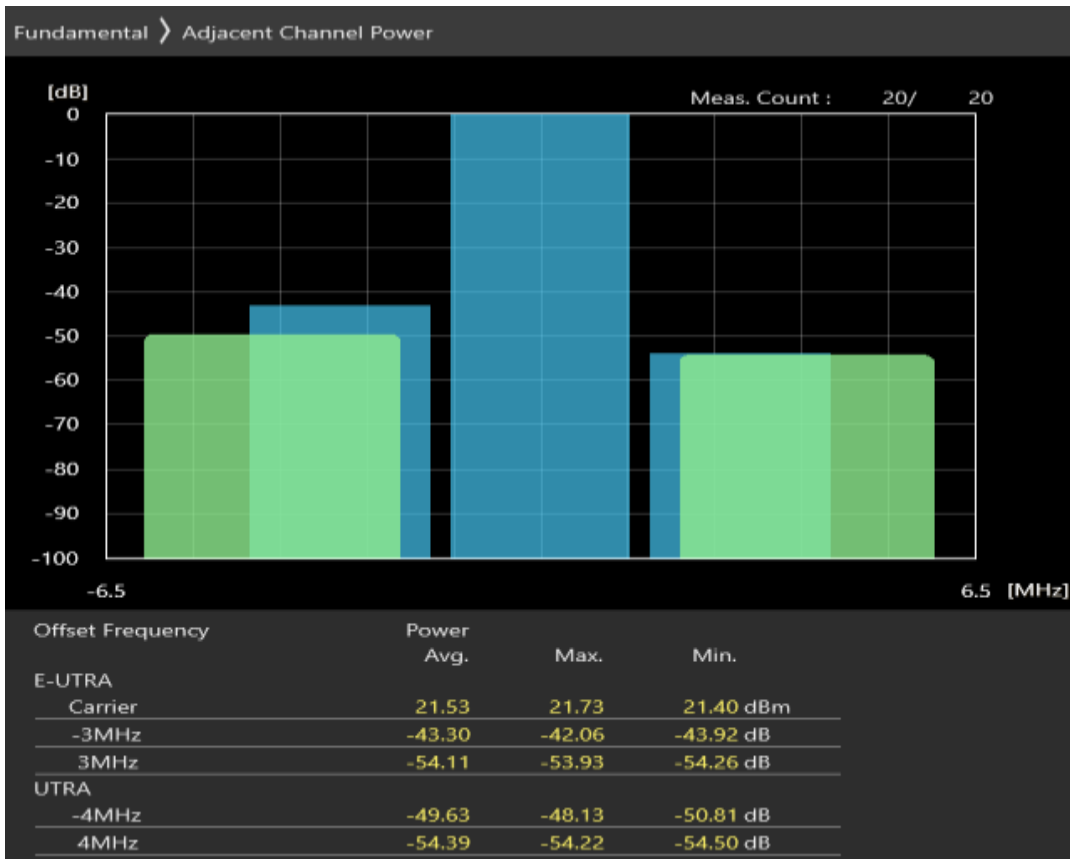 Fundamental 〉 Adjacent Channel Power
[dB]
Meas. Count : 20/ 20
0
-10
-20
-30
-40
-50
-60
-70
-80
-90
-100
-6.5 6.5 [MHz]
Offset Frequency Power
Avg. Max. Min.
E-UTRA
Carrier 21.53 21.73 21.40 dBm
-3MHz -43.30 -42.06 -43.92 dB
3MHz -54.11 -53.93 -54.26 dB
UTRA
-4MHz -49.63 -48.13 -50.81 dB
4MHz -54.39 -54.22 -54.50 dB